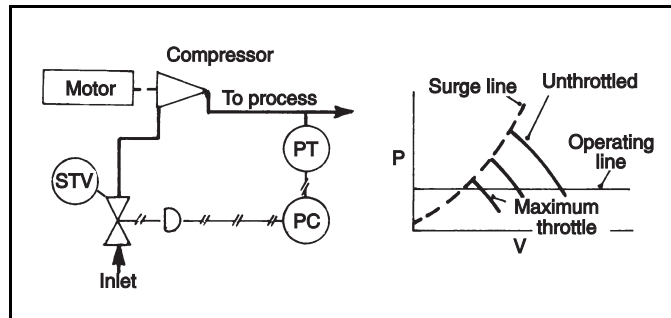 Compressor
Motor
To process
PT
STV
PC
Inlet
Surge line
Unthrottled
Operating
line
P
Maximum
throttle
V